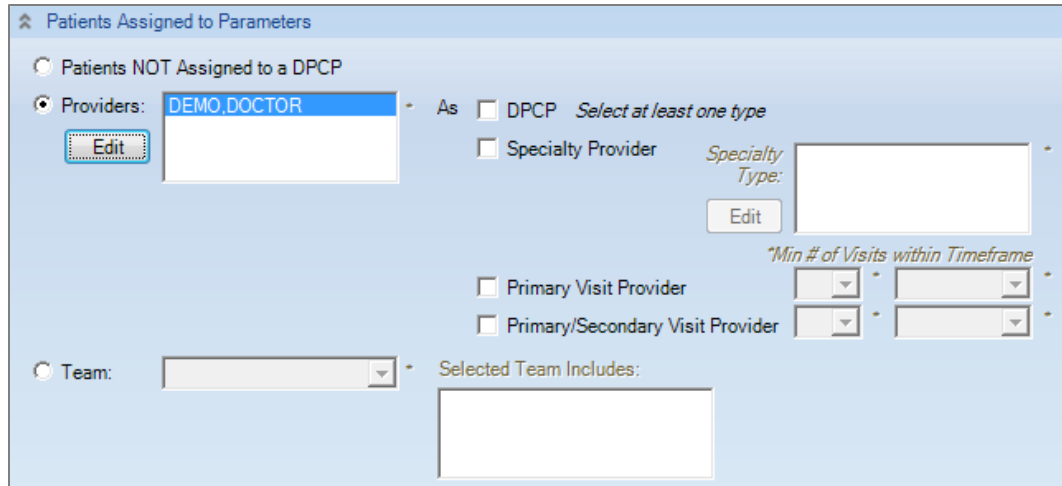 Patients Assigned to Parameters
Patients NOT Assigned to a DPCP
Providers: DEMO,DOCTOR * As DPCP Select at least one type
Edit Specialty Provider Specialty Type: *
Edit
*Min # of Visits within Timeframe
Primary Visit Provider * *
Primary/Secondary Visit Provider * *
Team: * Selected Team Includes: